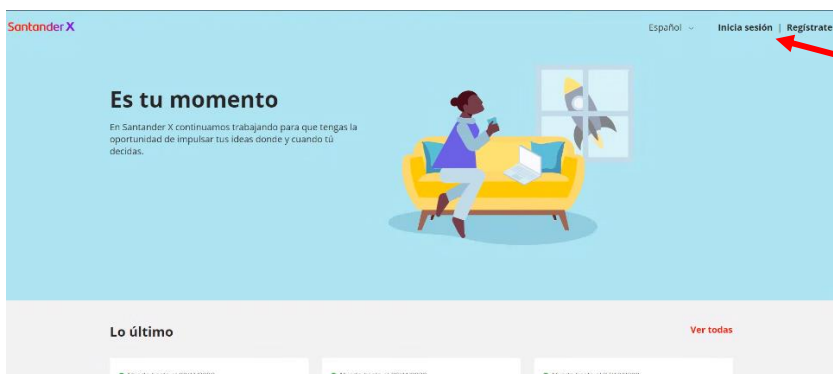 Santander X
Español
Inicia sesión | Regístrate
Es tu momento
En Santander X continuamos trabajando para que tengas la
oportunidad de impulsar tus ideas donde y cuando tú
decidas.
Lo último
Ver todas